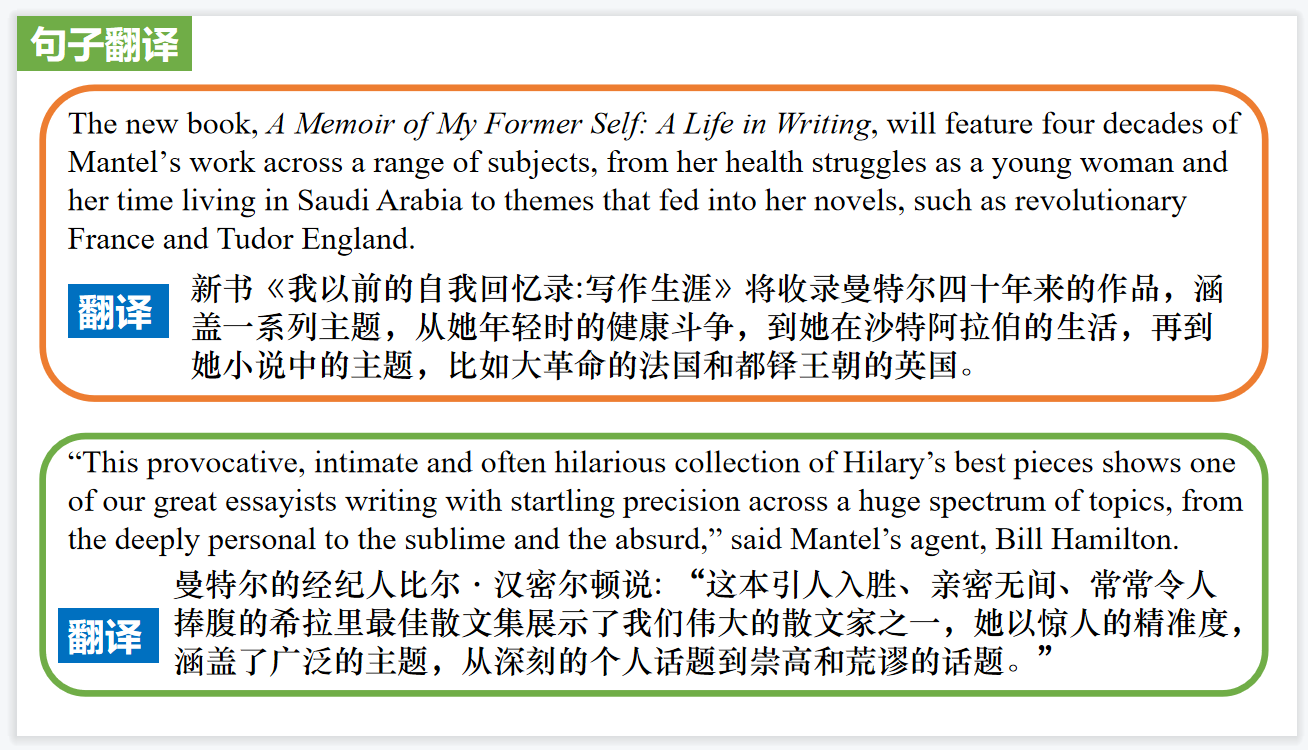 句子翻译
The new book, A Memoir of My Former Self: A Life in Writing, will feature four decades of
Mantel’s work across a range of subjects, from her health struggles as a young woman and
her time living in Saudi Arabia to themes that fed into her novels, such as revolutionary
France and Tudor England.
翻译
新书《我以前的自我回忆录:写作生涯》将收录曼特尔四十年来的作品，涵
盖一系列主题，从她年轻时的健康斗争，到她在沙特阿拉伯的生活，再到
她小说中的主题，比如大革命的法国和都铎王朝的英国。
“This provocative, intimate and often hilarious collection of Hilary’s best pieces shows one
of our great essayists writing with startling precision across a huge spectrum of topics, from
the deeply personal to the sublime and the absurd,” said Mantel’s agent, Bill Hamilton.
翻译
曼特尔的经纪人比尔·汉密尔顿说：“这本引人入胜、亲密无间、常常令人
捧腹的希拉里最佳散文集展示了我们伟大的散文家之一，她以惊人的精准度，
涵盖了广泛的主题，从深刻的个人话题到崇高和荒谬的话题。”